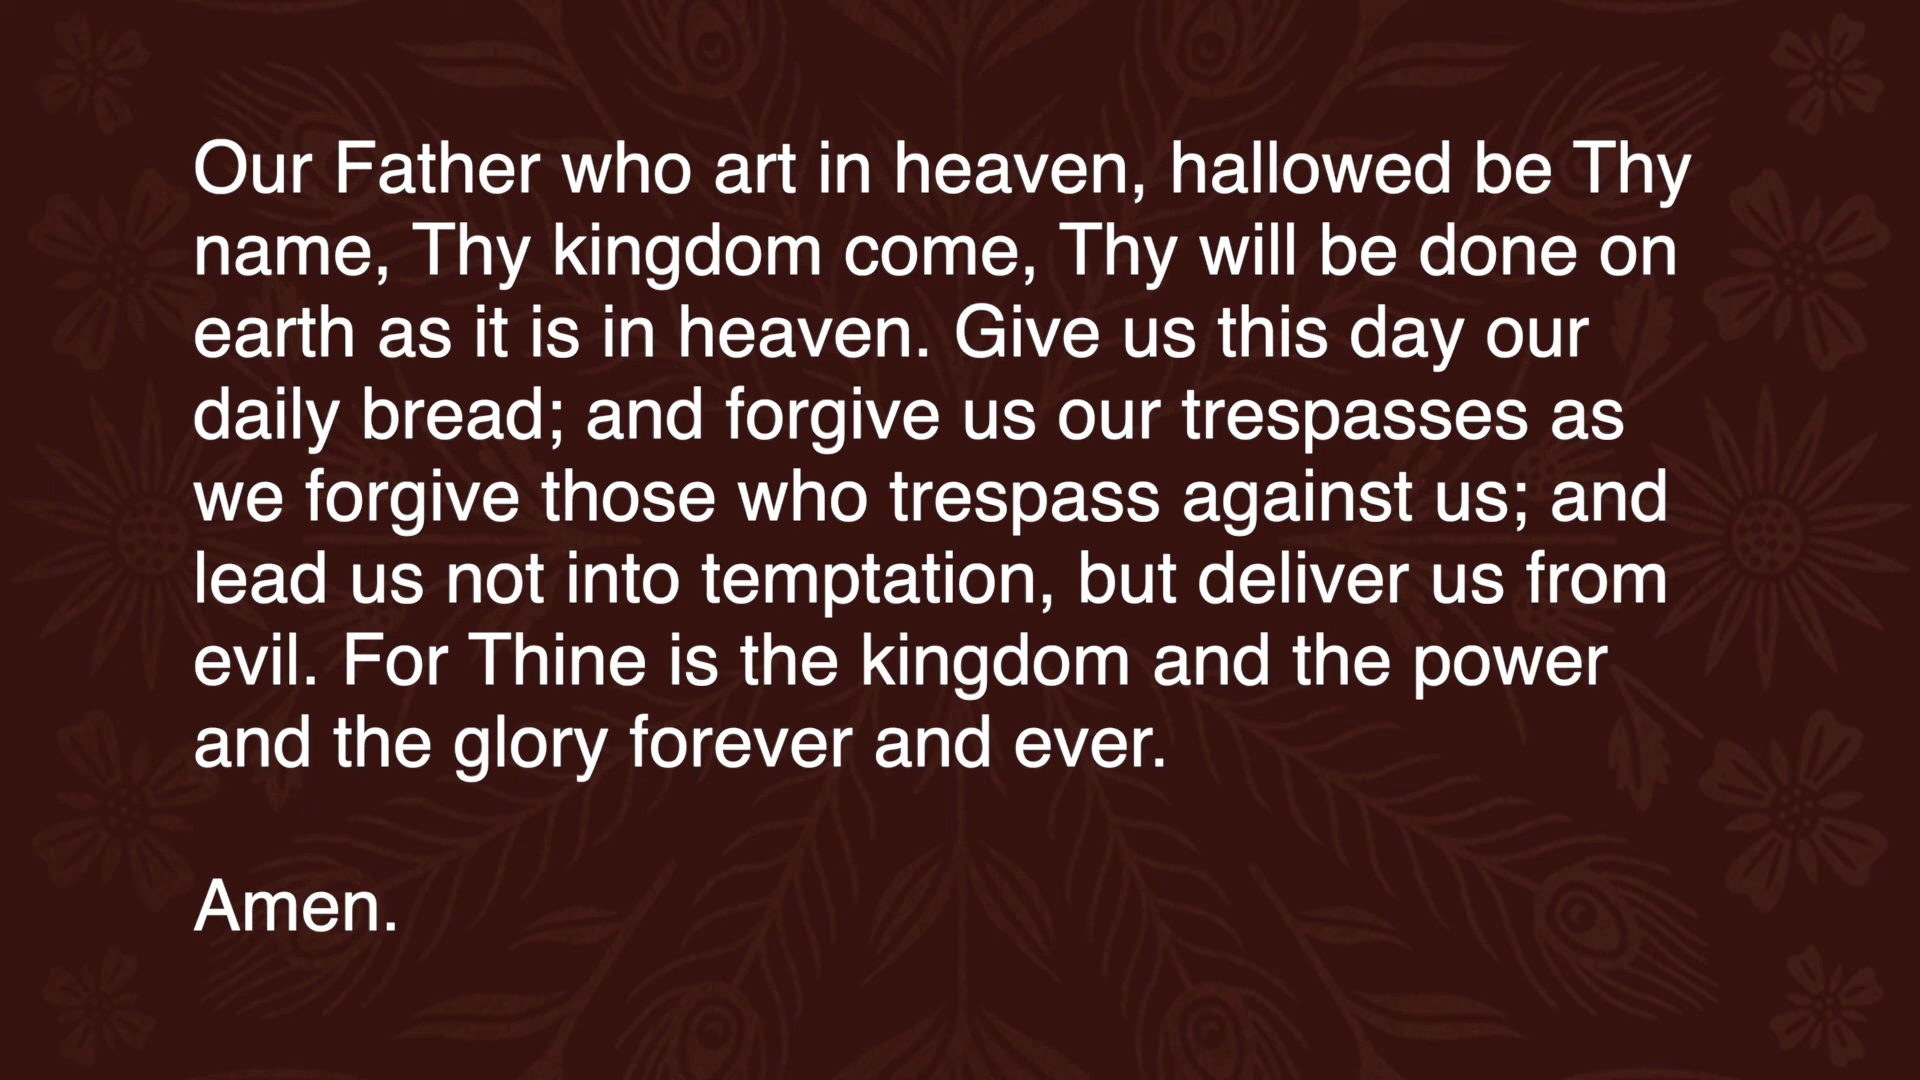 Our Father who art in heaven, hallowed be Thy
name, Thy kingdom come, Thy will be done on
earth as it is in heaven. Give us this day our
daily bread; and forgive us our trespasses as
we forgive those who trespass against us; and
lead us not into temptation, but deliver us from
evil. For Thine is the kingdom and the power
and the glory forever and ever.
Amen.